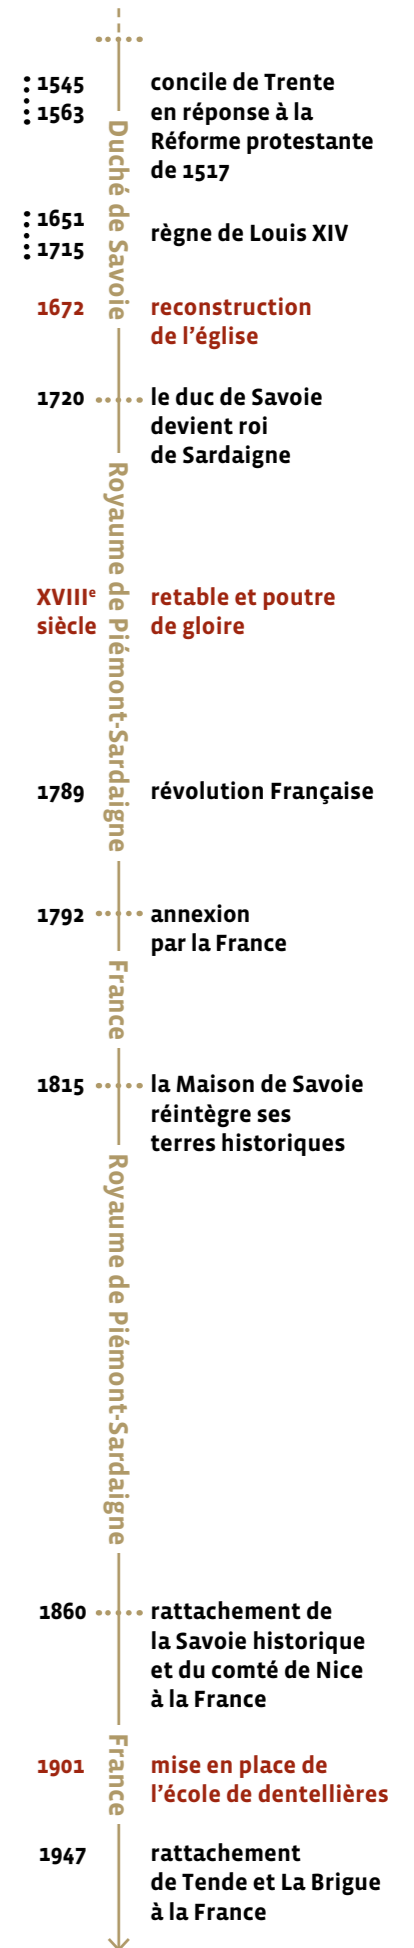 1545
1563
concile de Trente
en réponse à la
Réforme protestante
de 1517
Duché de Savoie
1651
1715
règne de Louis XIV
1672
reconstruction
de l’église
1720
le duc de Savoie
devient roi
de Sardaigne
Royaume de Piémont-Sardaigne
XVIIIe
siècle
retable et poutre
de gloire
1789
révolution Française
1792
annexion
par la France
France
1815
la Maison de Savoie
réintègre ses
terres historiques
Royaume de Piémont-Sardaigne
1860
rattachement de
la Savoie historique
et du comté de Nice
à la France
France
1901
mise en place de
l’école de dentellières
1947
rattachement
de Tende et La Brigue
à la France